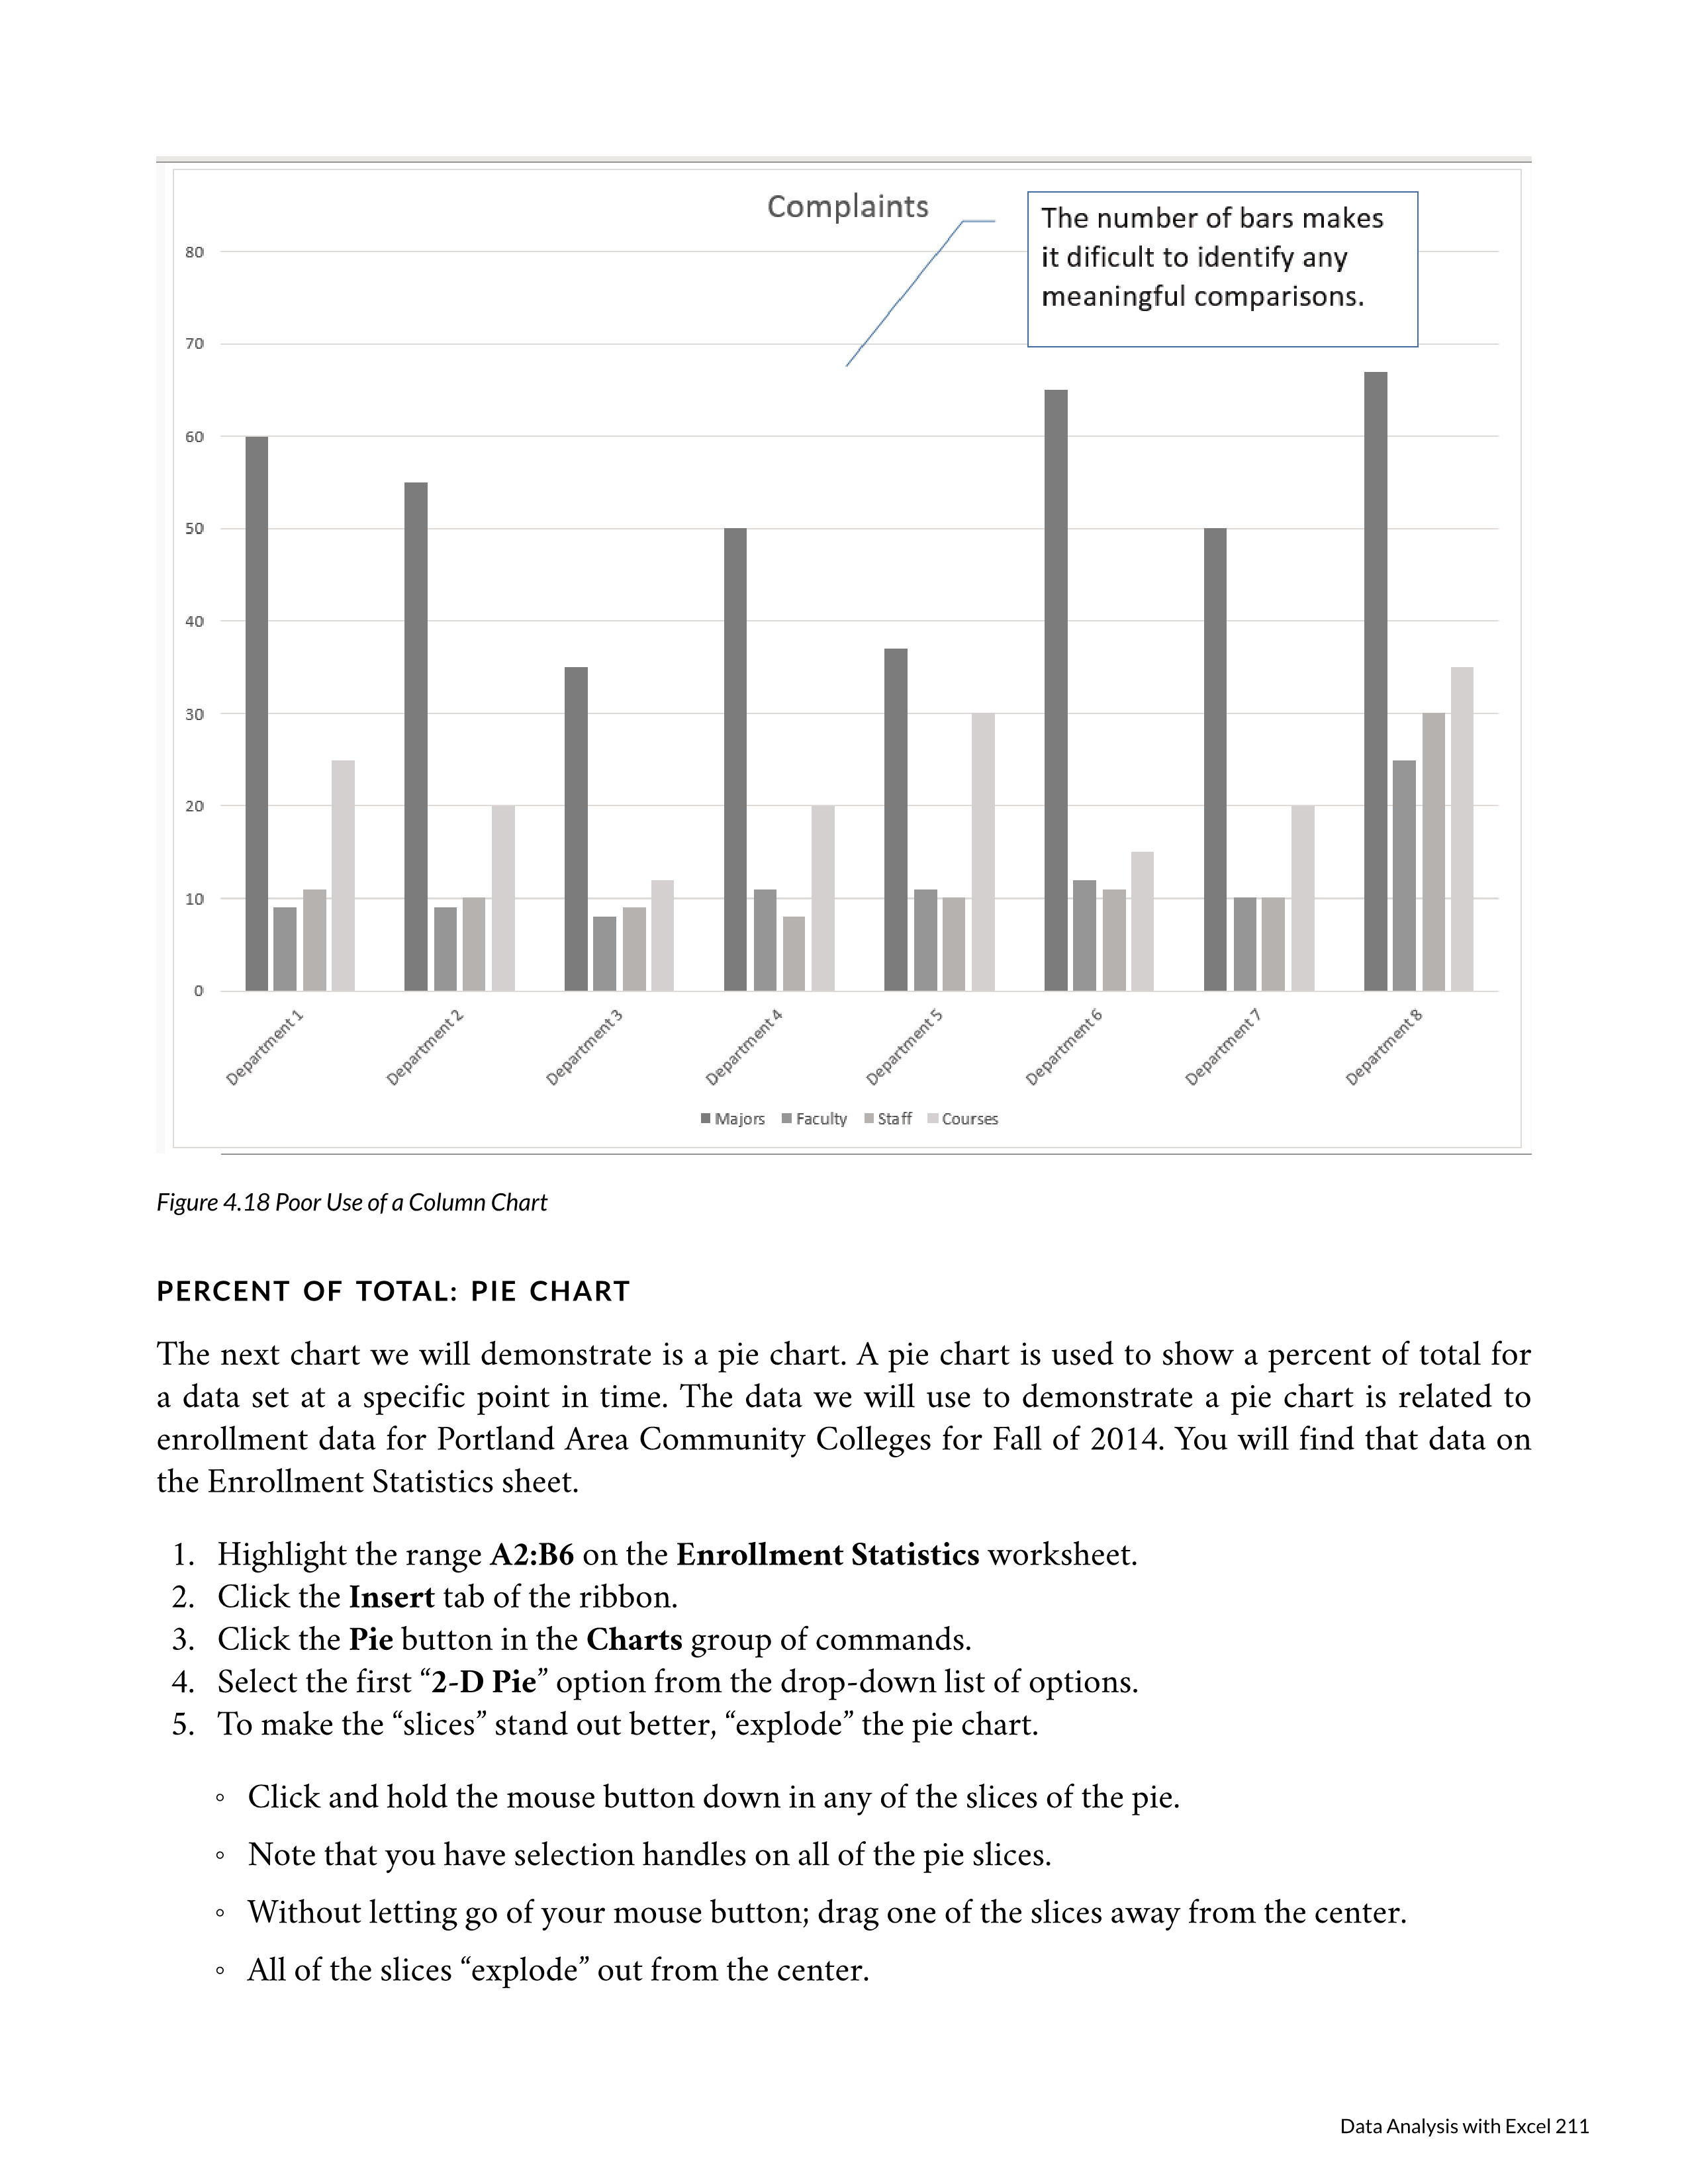 Complaints
The number of bars makes
it dificult to identify any
meaningful comparisons.
80
70
60
50
40
30
20
10
0
Department 1
Department 2
Department 3
Department 4
Department 5
Department 6
Department 7
Department 8
Majors Faculty Staff Courses
Figure 4.18 Poor Use of a Column Chart
PERCENT OF TOTAL: PIE CHART
The next chart we will demonstrate is a pie chart. A pie chart is used to show a percent of total for
a data set at a specific point in time. The data we will use to demonstrate a pie chart is related to
enrollment data for Portland Area Community Colleges for Fall of 2014. You will find that data on
the Enrollment Statistics sheet.
1. Highlight the range A2:B6 on the Enrollment Statistics worksheet.
2. Click the Insert tab of the ribbon.
3. Click the Pie button in the Charts group of commands.
4. Select the first “2-D Pie” option from the drop-down list of options.
5. To make the “slices” stand out better, “explode” the pie chart.
◦ Click and hold the mouse button down in any of the slices of the pie.
◦ Note that you have selection handles on all of the pie slices.
◦ Without letting go of your mouse button; drag one of the slices away from the center.
◦ All of the slices “explode” out from the center.
Data Analysis with Excel 211